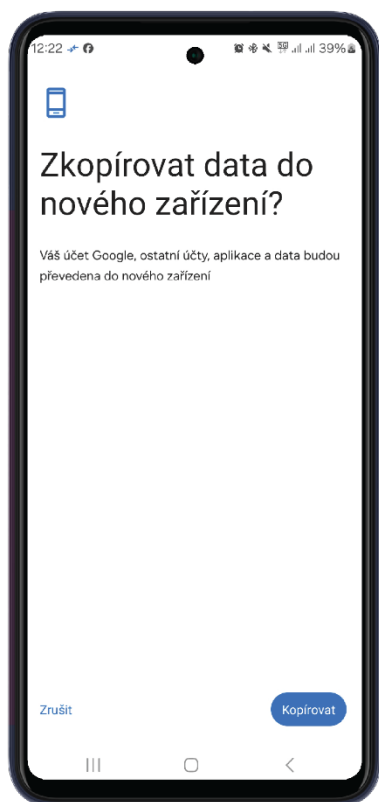 12:22
39%
Zkopírovat data do
nového zařízení?
Váš účet Google, ostatní účty, aplikace a data budou
převedena do nového zařízení
Zrušit
Kopírovat